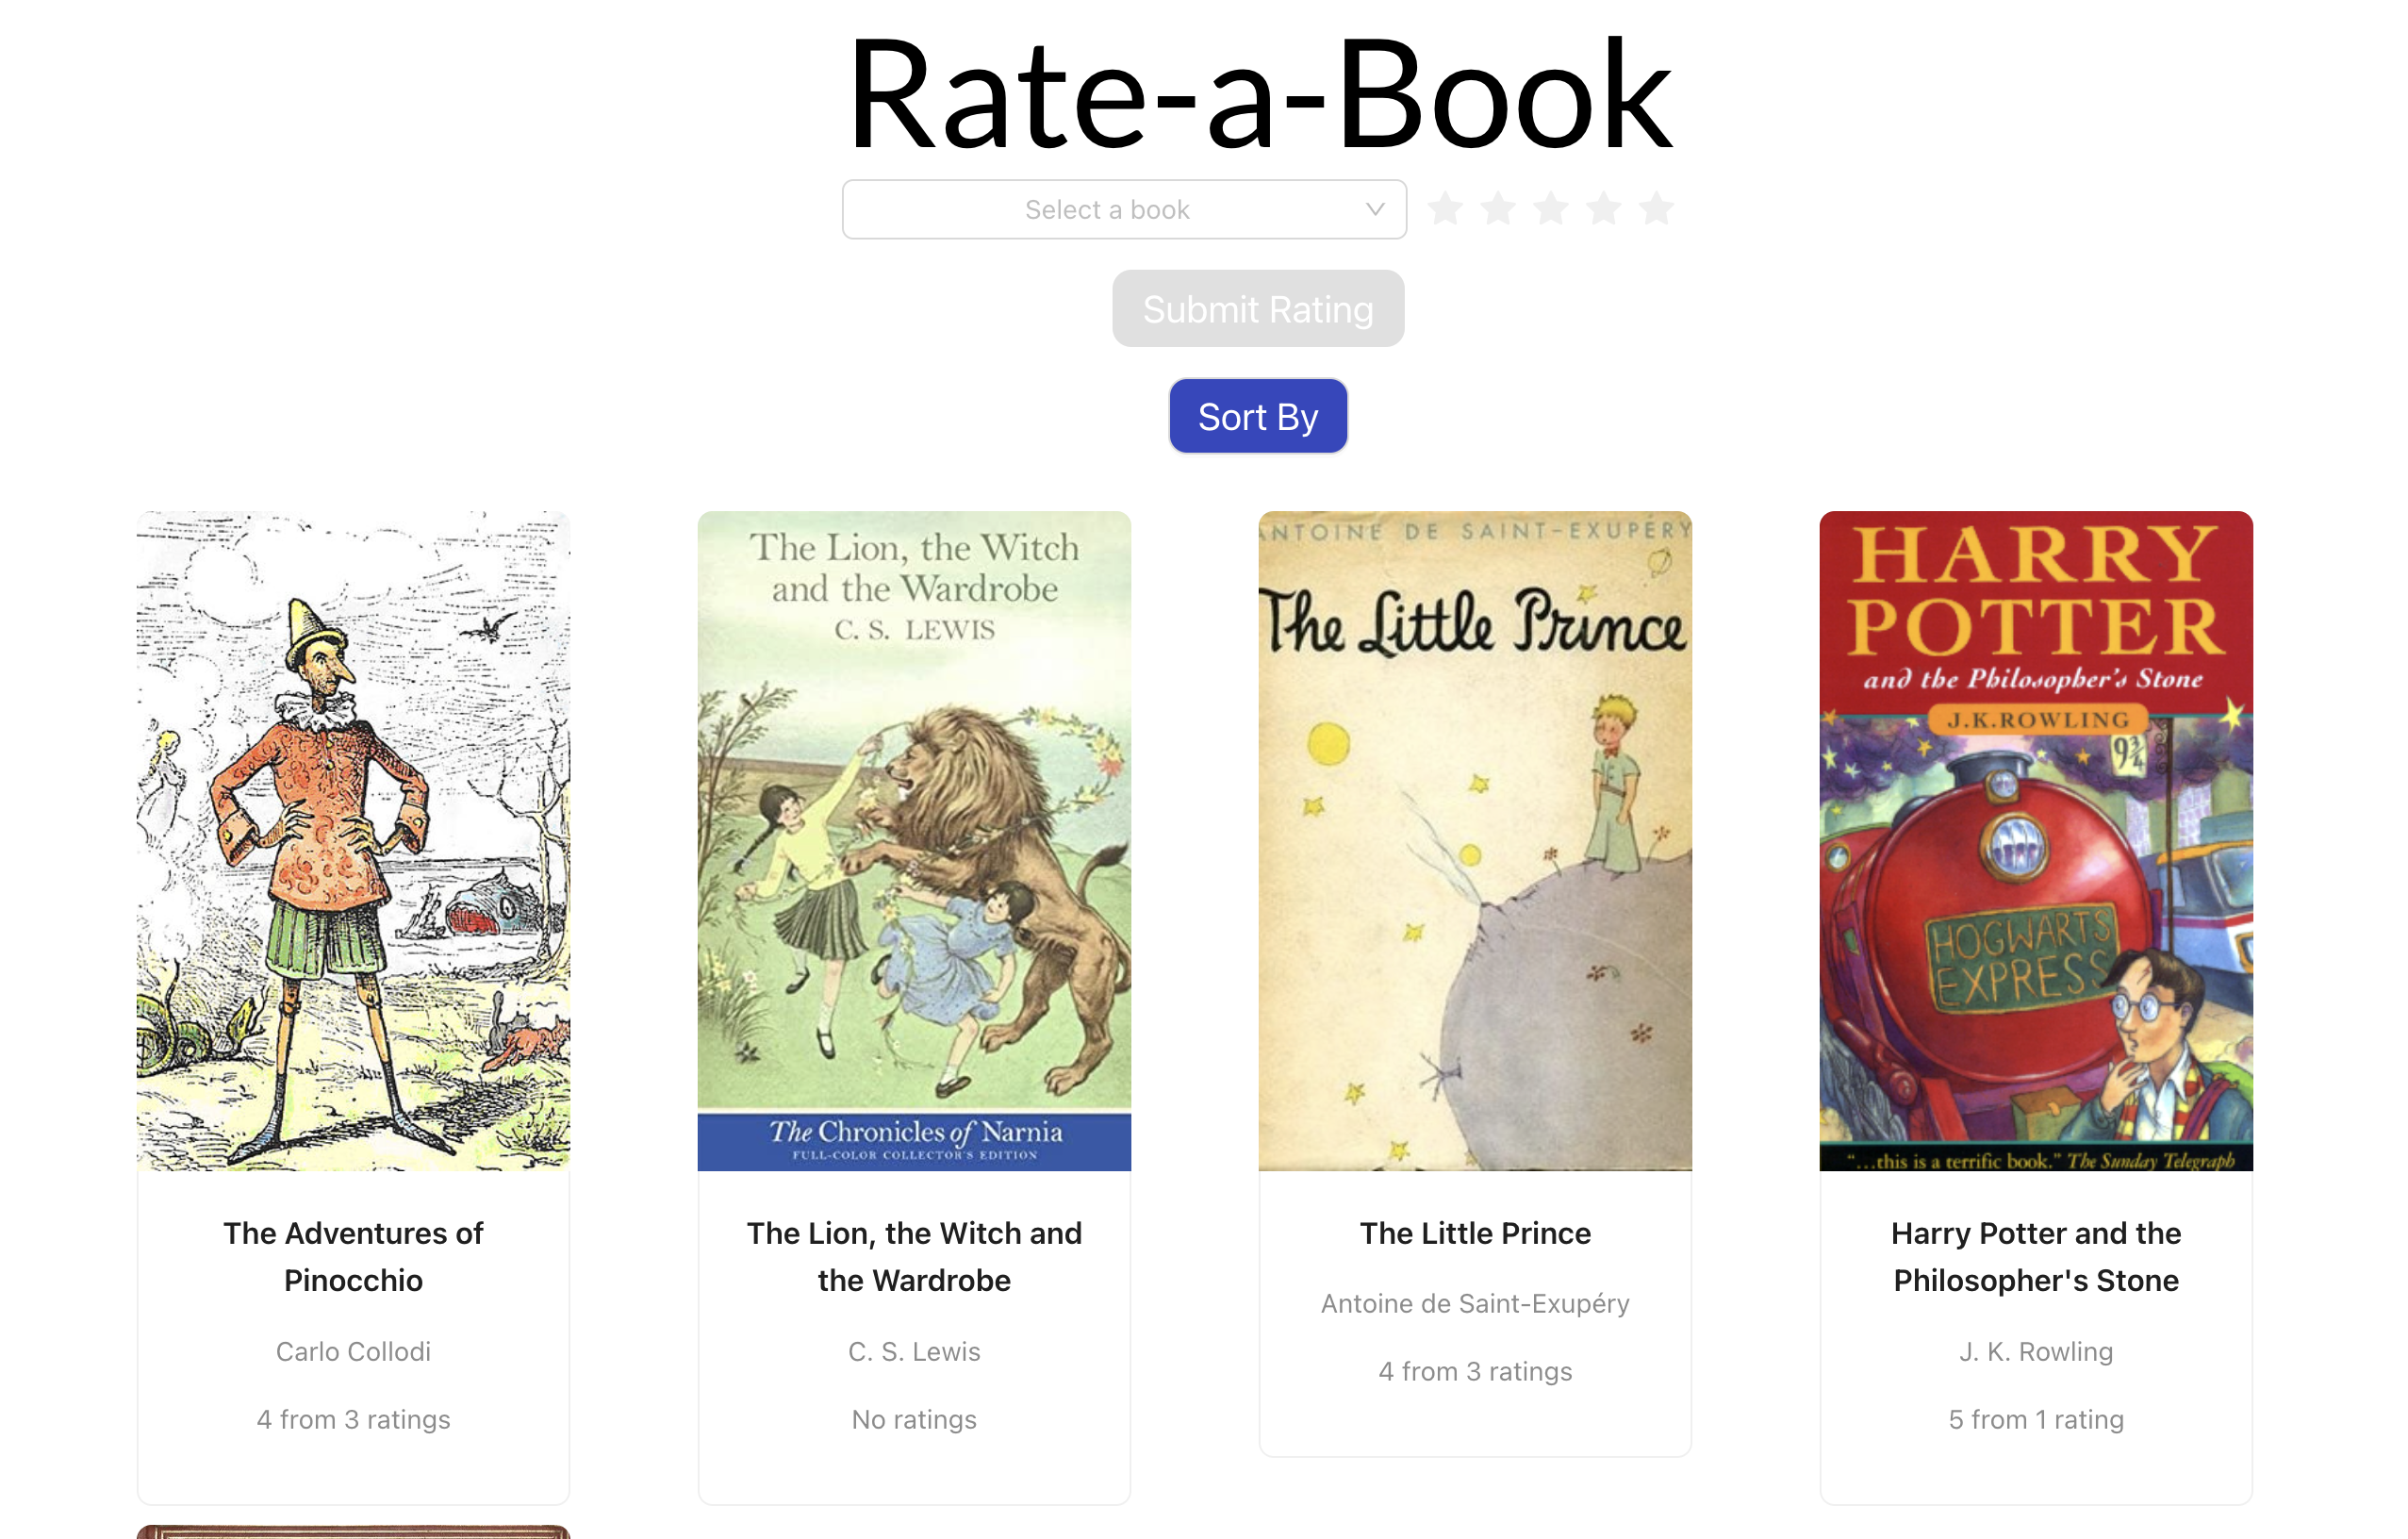 Rate-a-Book
Select a book
Submit Rating
Sort By
The Lion, the Witch
and the Wardrobe
C. S. LEWIS
The Chronicles of Narnia
FULL-COLOR COLLECTOR'S EDITION
ANTOINE DE SAINT-EXUPÉRY
The Little Prince
HARRY
POTTER
and the Philosopher's Stone
J.K.ROWLING
9¾
HOGWARTS
EXPRESS
"...this is a terrific book." The Sunday Telegraph
The Adventures of
Pinocchio
Carlo Collodi
4 from 3 ratings
The Lion, the Witch and
the Wardrobe
C. S. Lewis
No ratings
The Little Prince
Antoine de Saint-Exupéry
4 from 3 ratings
Harry Potter and the
Philosopher's Stone
J. K. Rowling
5 from 1 rating